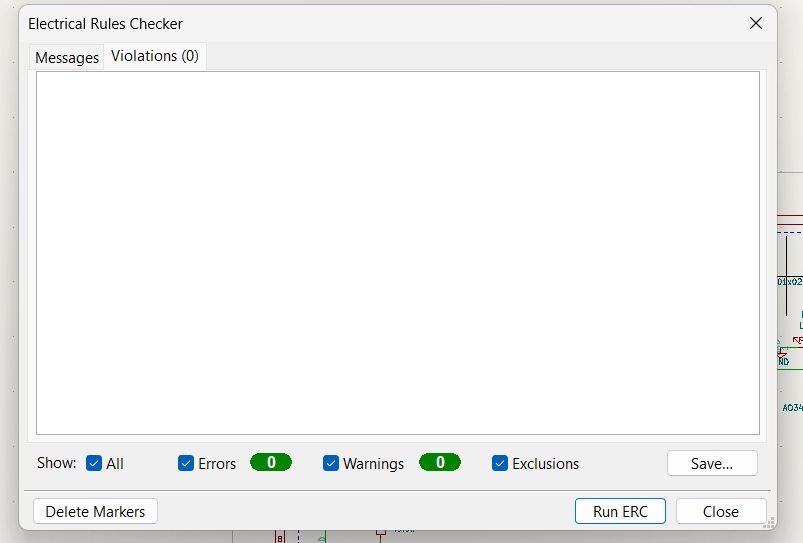 Electrical Rules Checker
Messages
Violations (0)
Show:
All
Errors
0
Warnings
0
Exclusions
Save...
Delete Markers
Run ERC
Close